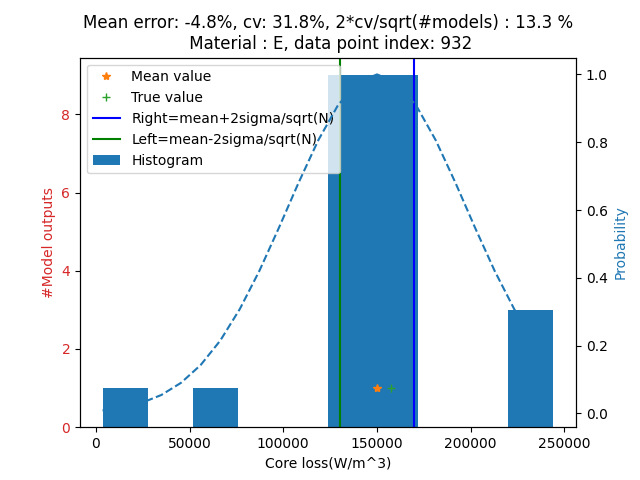 Mean error: -4.8%, cv: 31.8%, 2*cv/sqrt(#models) : 13.3 %
Material : E, data point index: 932
Mean value
True value
Right=mean+2sigma/sqrt(N)
Left=mean-2sigma/sqrt(N)
Histogram
8
6
4
2
0
#Model outputs
1.0
0.8
0.6
0.4
0.2
0.0
Probability
0 50000 100000 150000 200000 250000
Core loss(W/m^3)